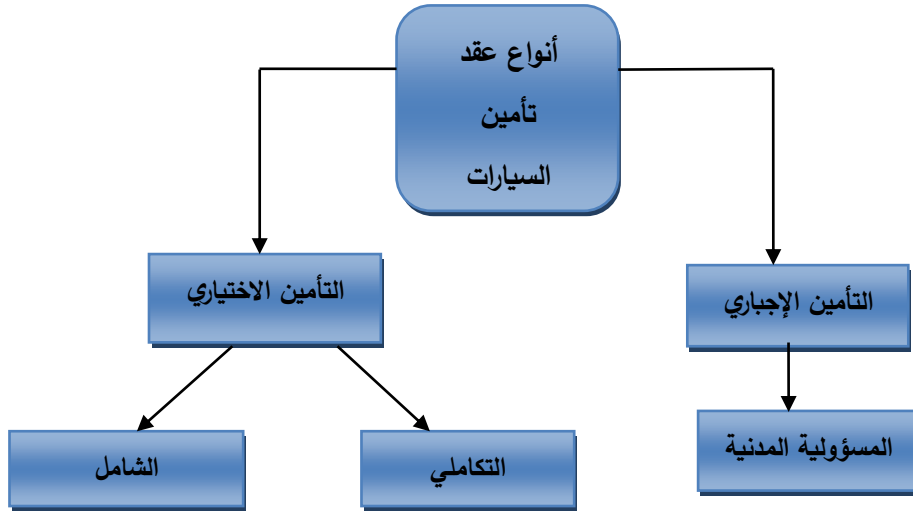 أنواع عقد
تأمين
السيارات
التأمين الإجباري
التأمين الاختياري
المسؤولية المدنية
التكاملي
الشامل